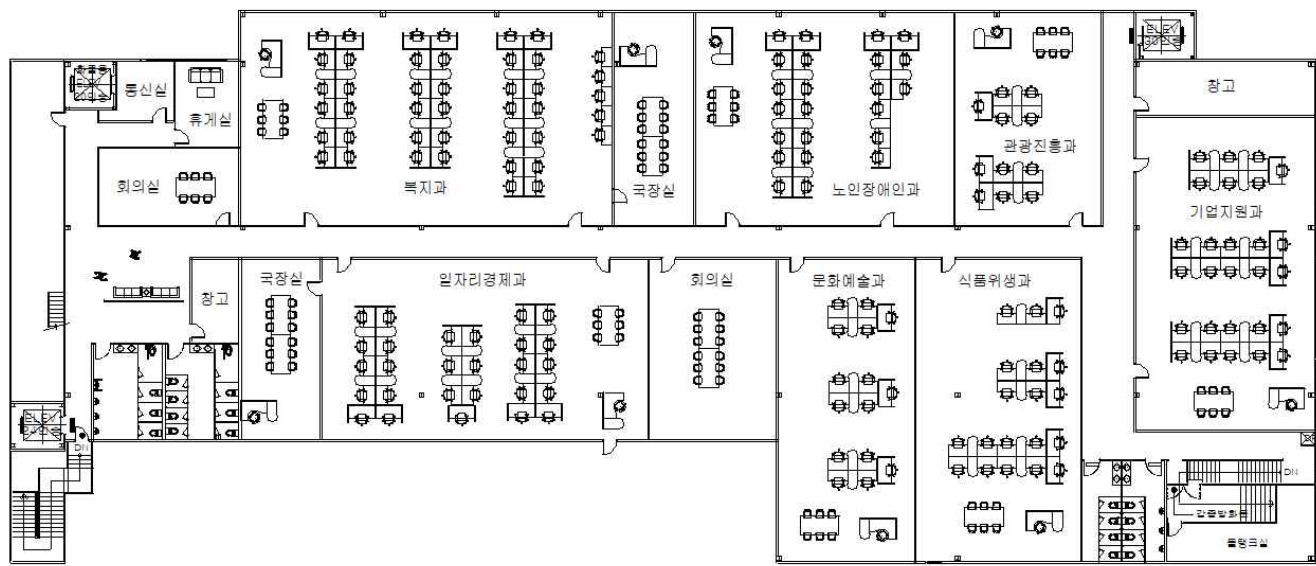 통신실
휴게실
회의실
복지과
국장실
노인장애인과
관광진흥과
창고
기업지원과
국장실
일자리경제과
회의실
문화예술과
식품위생과
창고
DN
DN
물탱크실